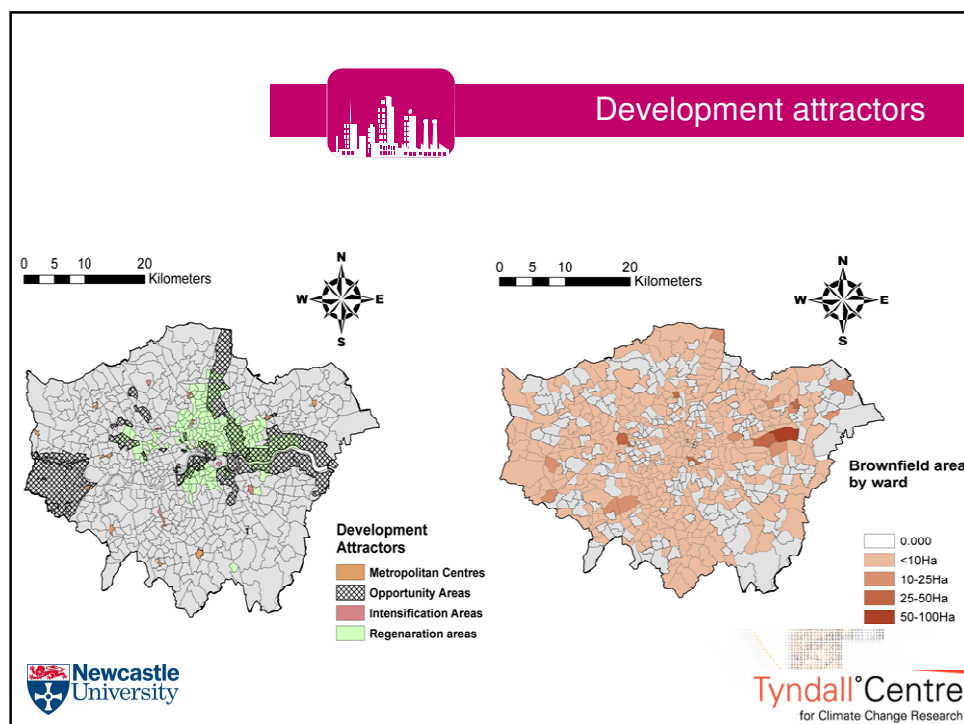 Development attractors
0 5 10 20
Kilometers
N
W E
S
Development
Attractors
Metropolitan Centres
Opportunity Areas
Intensification Areas
Regenaration areas
0 5 10 20
Kilometers
N
W E
S
Brownfield area
by ward
0.000
<10Ha
10-25Ha
25-50Ha
50-100Ha
Newcastle
University
Tyndall°Centre
for Climate Change Research